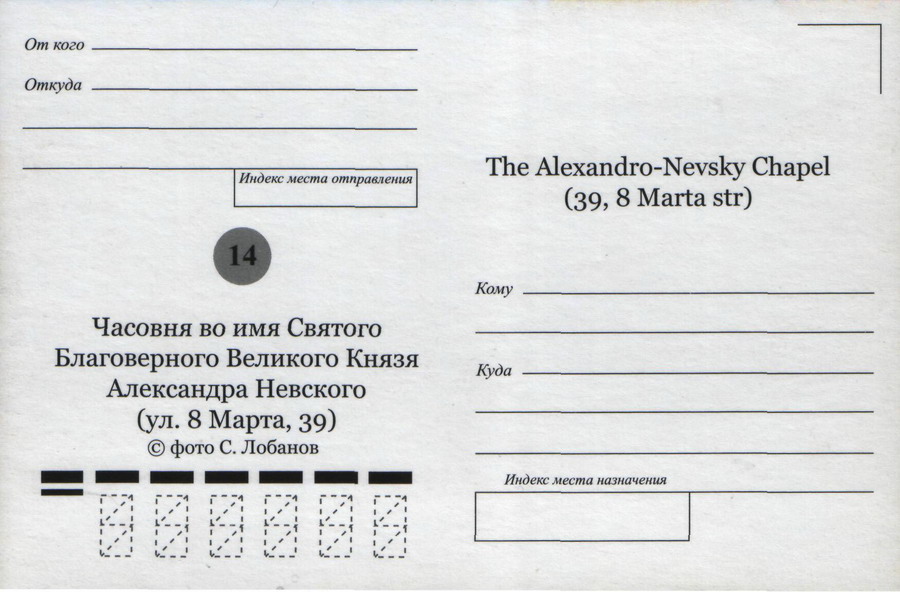 От кого
Откуда
Индекс места отправления
14
Часовня во имя Святого
Благоверного Великого Князя
Александра Невского
(ул. 8 Марта, 39)
© фото С. Лобанов
The Alexandro-Nevsky Chapel
(39, 8 Marta str)
Кому
Куда
Индекс места назначения